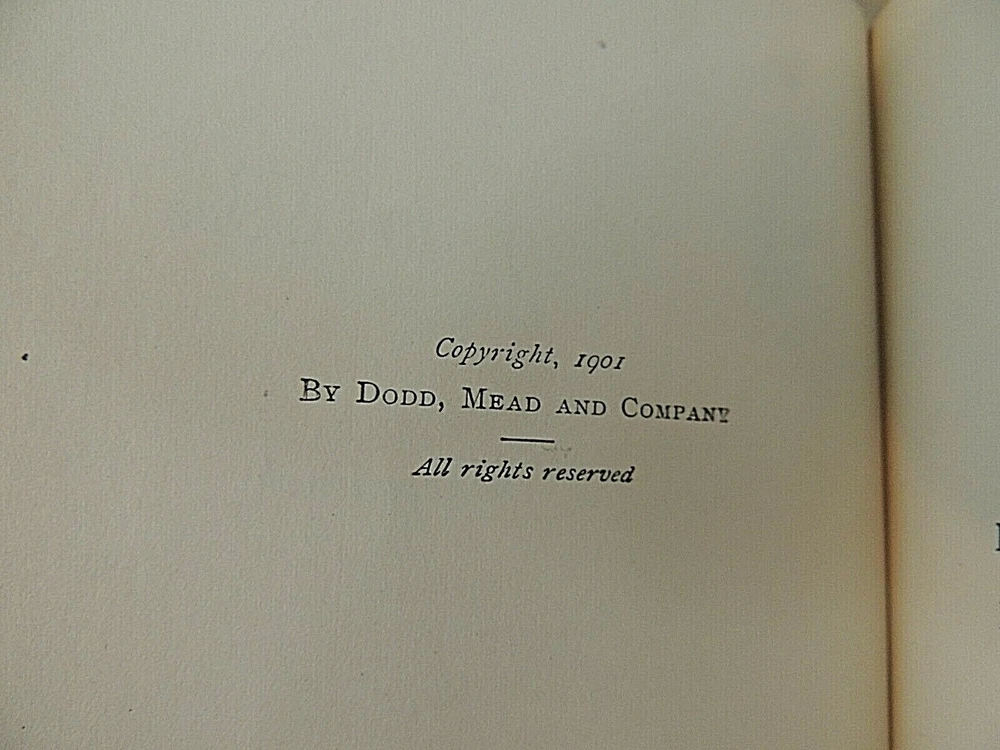 Copyright, 1901
By Dodd, Mead and Company
All rights reserved